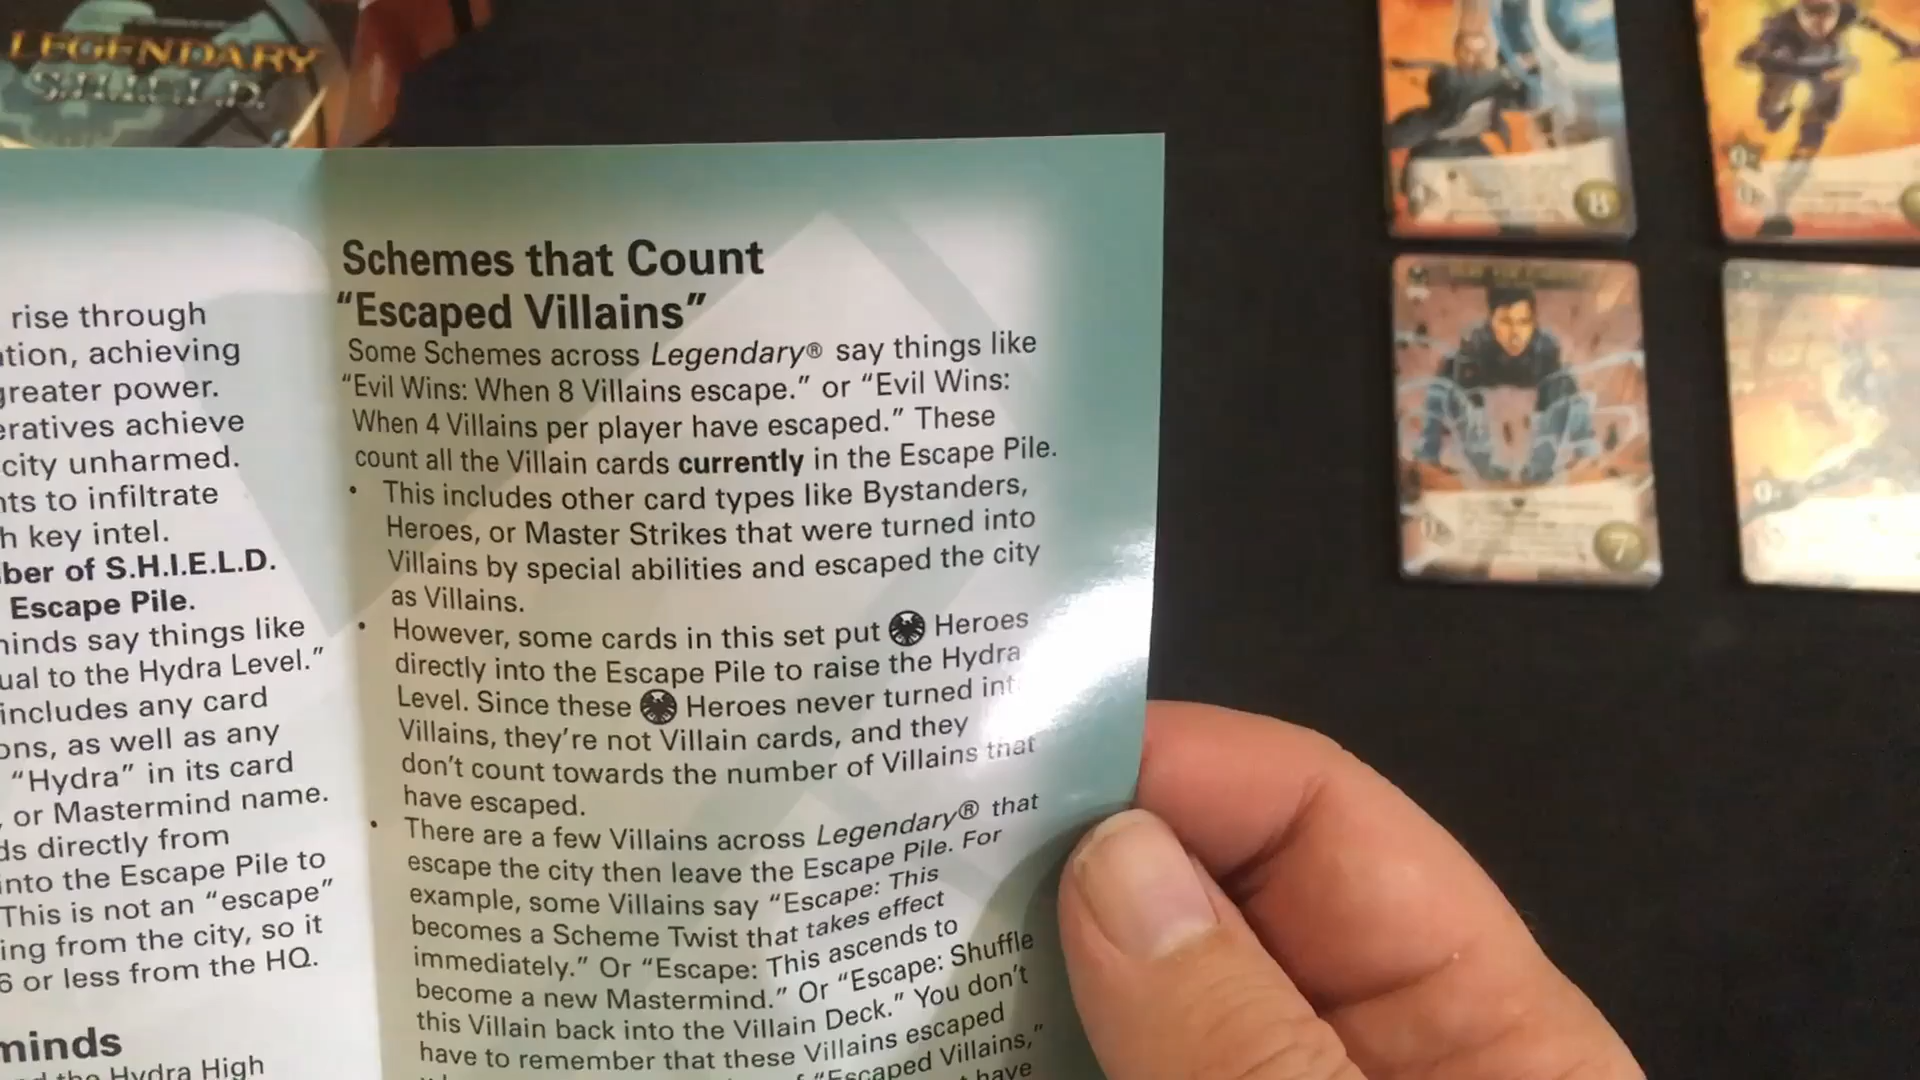 LEGENDARY
S.H.I.E.L.D.
rise through
tion, achieving
greater power.
eratives achieve
city unharmed.
nts to infiltrate
h key intel.
ber of S.H.I.E.L.D.
Escape Pile.
minds say things like
ual to the Hydra Level.”
includes any card
ons, as well as any
“Hydra” in its card
, or Mastermind name.
ds directly from
into the Escape Pile to
This is not an “escape”
ing from the city, so it
6 or less from the HQ.
minds
the Hydra High
Schemes that Count
“Escaped Villains”
Some Schemes across Legendary® say things like
“Evil Wins: When 8 Villains escape.” or “Evil Wins:
When 4 Villains per player have escaped.” These
count all the Villain cards currently in the Escape Pile.
• This includes other card types like Bystanders,
Heroes, or Master Strikes that were turned into
Villains by special abilities and escaped the city
as Villains.
• However, some cards in this set put Heroes
directly into the Escape Pile to raise the Hydra
Level. Since these Heroes never turned int
Villains, they’re not Villain cards, and they
don’t count towards the number of Villains that
have escaped.
• There are a few Villains across Legendary® that
escape the city then leave the Escape Pile. For
example, some Villains say “Escape: This
becomes a Scheme Twist that takes effect
immediately.” Or “Escape: This ascends to
become a new Mastermind.” Or “Escape: Shuffle
this Villain back into the Villain Deck.” You don’t
have to remember that these Villains escaped
“Escaped Villains,”
have
8
0
7
0